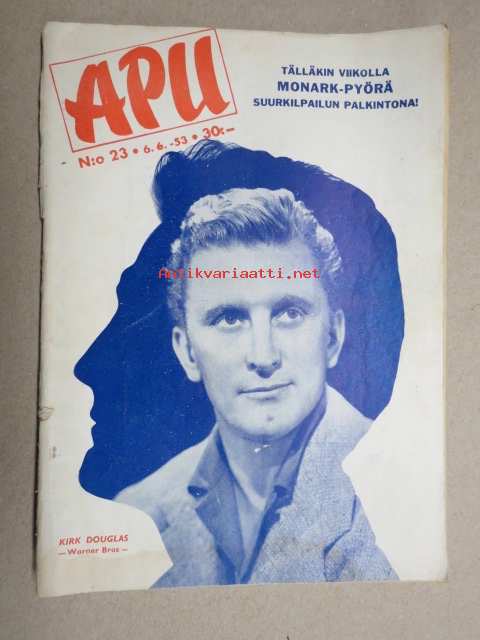 APU
N:o 23 • 6. 6. -53 • 30:-
TÄLLÄKIN VIIKOLLA
MONARK-PYÖRÄ
SUURKILPAILUN PALKINTONA!
Antikvariaatti.net
KIRK DOUGLAS
— Warner Bros —